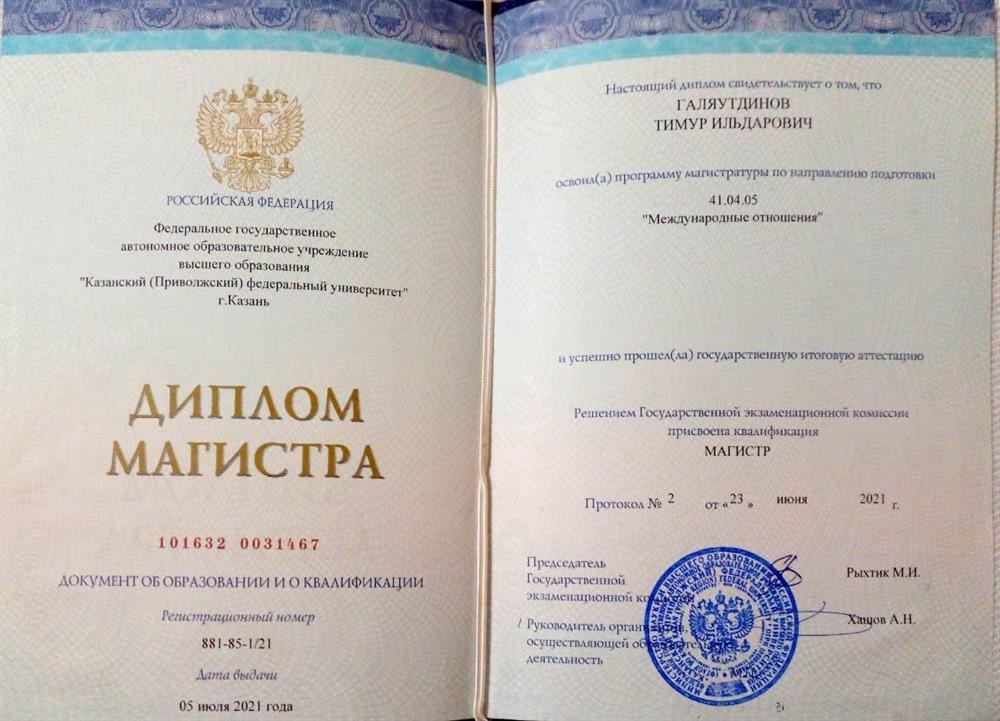 РОССИЙСКАЯ ФЕДЕРАЦИЯ
Федеральное государственное
автономное образовательное учреждение
высшего образования
"Казанский (Приволжский) федеральный университет"
г.Казань
ДИПЛОМ
МАГИСТРА
101632 0031467
ДОКУМЕНТ ОБ ОБРАЗОВАНИИ И О КВАЛИФИКАЦИИ
Регистрационный номер
881-85-1/21
Дата выдачи
05 июля 2021 года
Настоящий диплом свидетельствует о том, что
ГАЛЯУТДИНОВ
ТИМУР ИЛЬДАРОВИЧ
освоил(а) программу магистратуры по направлению подготовки
41.04.05
"Международные отношения"
и успешно прошел(ла) государственную итоговую аттестацию
Решением Государственной экзаменационной комиссии
присвоена квалификация
МАГИСТР
Протокол № 2 от «23 » июня 2021 г.
Председатель
Государственной
экзаменационной
Рыхтик М.И.
/ Руководитель
осуществляющей
деятельность
Хашов А.Н.